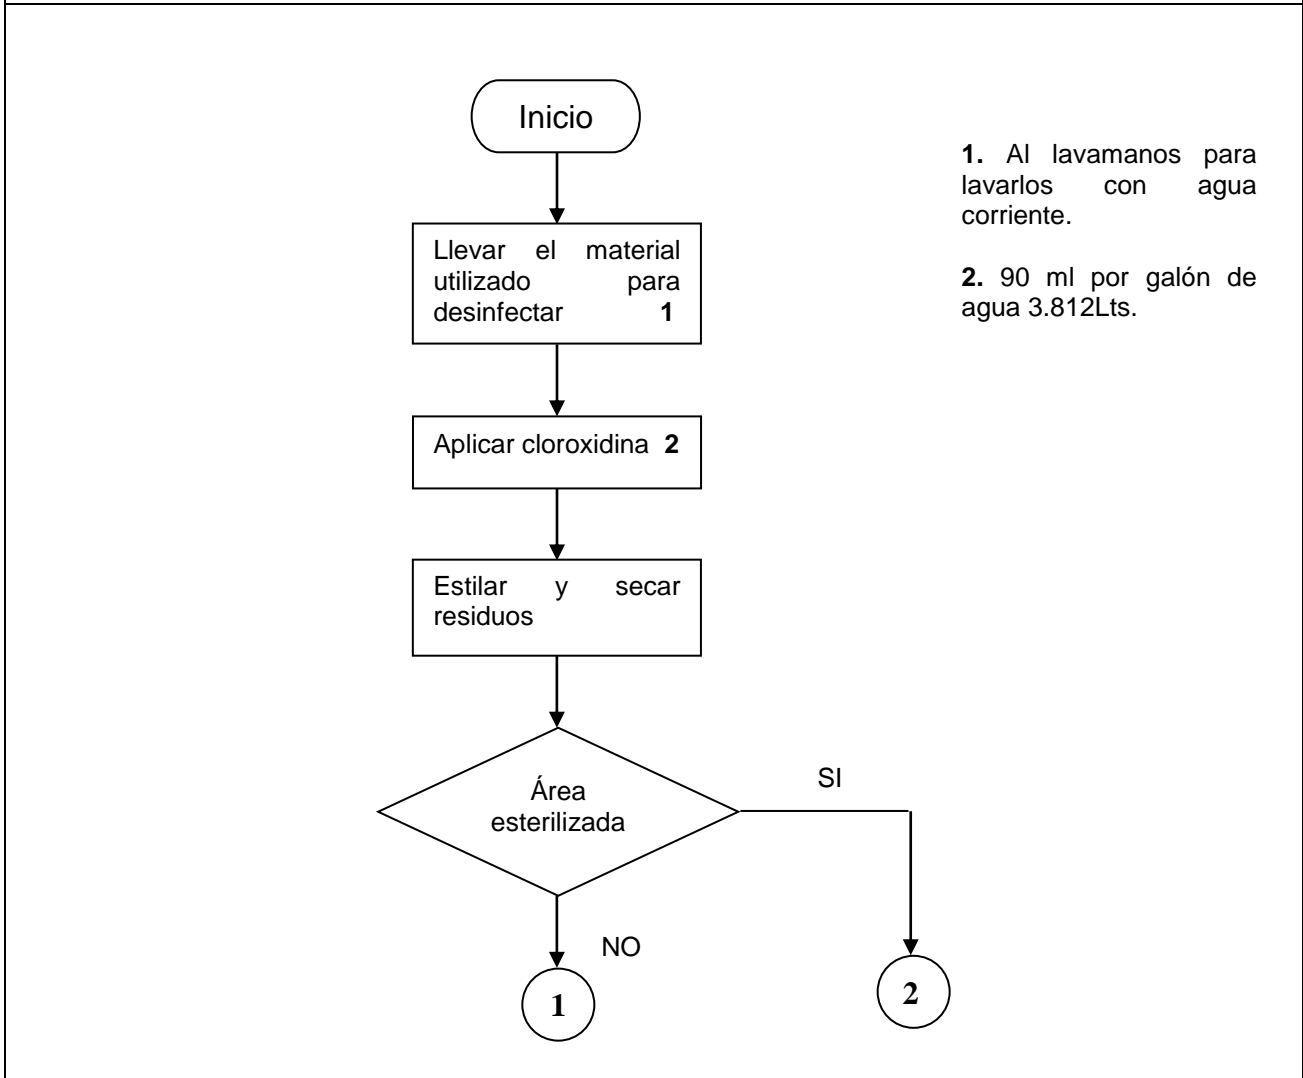 Inicio
Llevar el material
utilizado para
desinfectar 1
Aplicar cloroxidina 2
Estilar y secar
residuos
Área
esterilizada
SI
NO
1
2
1. Al lavamanos para
lavarlos con agua
corriente.
2. 90 ml por galón de
agua 3.812Lts.